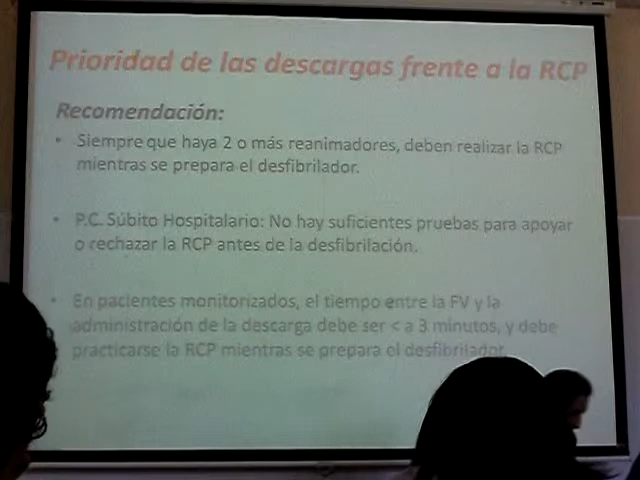 Prioridad de las descargas frente a la RCP
Recomendación:
• Siempre que haya 2 o más reanimadores, deben realizar la RCP
mientras se prepara el desfibrilador.
• P.C. Súbito Hospitalario: No hay suficientes pruebas para apoyar
o rechazar la RCP antes de la desfibrilación.
• En pacientes monitorizados, el tiempo entre la FV y la
administración de la descarga debe ser < a 3 minutos, y debe
practicarse la RCP mientras se prepara el desfibrilador.